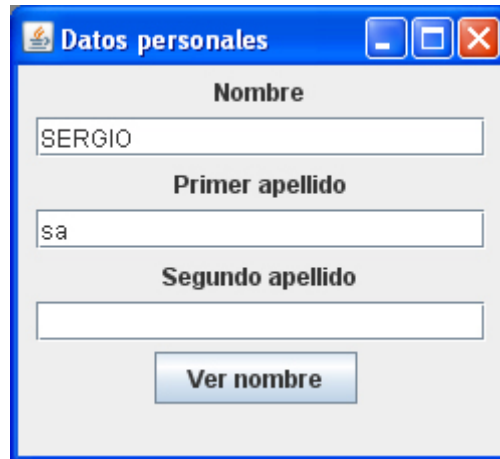 Datos personales
Nombre
SERGIO
Primer apellido
sa
Segundo apellido
Ver nombre